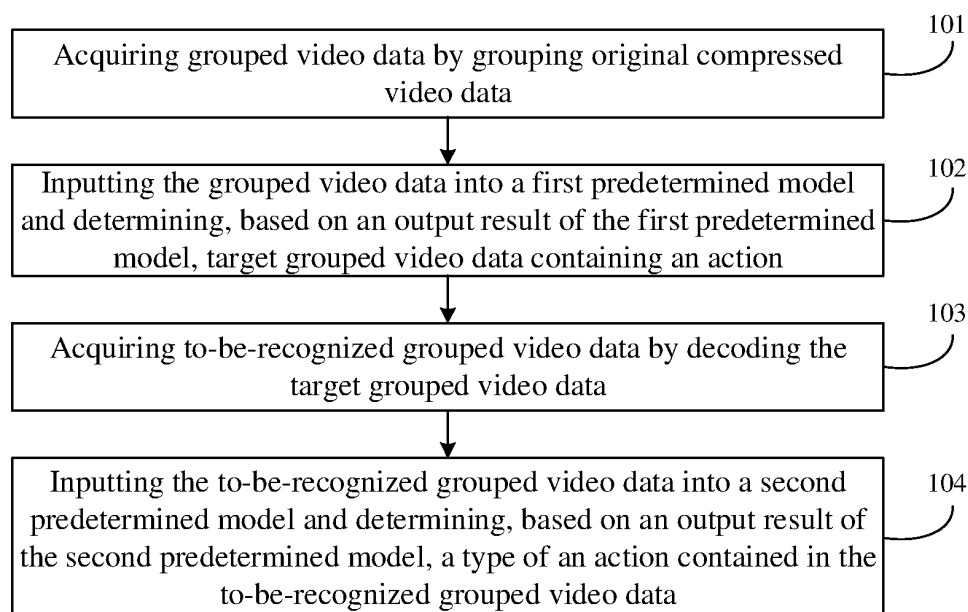 101
Acquiring grouped video data by grouping original compressed
video data
102
Inputting the grouped video data into a first predetermined model
and determining, based on an output result of the first predetermined
model, target grouped video data containing an action
103
Acquiring to-be-recognized grouped video data by decoding the
target grouped video data
104
Inputting the to-be-recognized grouped video data into a second
predetermined model and determining, based on an output result of
the second predetermined model, a type of an action contained in the
to-be-recognized grouped video data